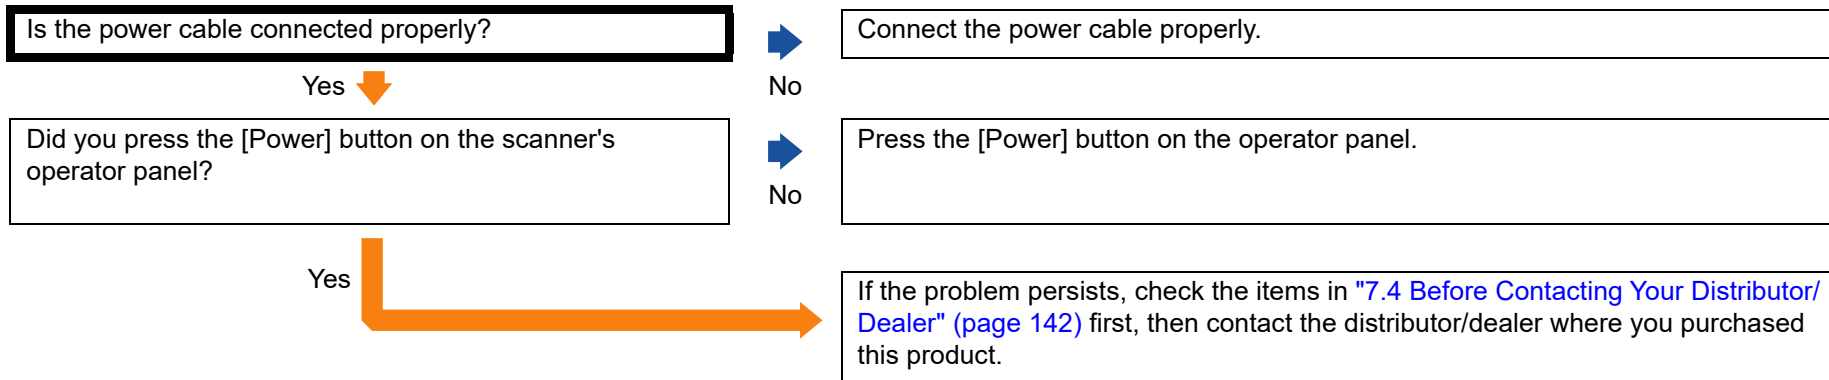 Is the power cable connected properly?
Connect the power cable properly.
Yes
No
Did you press the [Power] button on the scanner's
operator panel?
Press the [Power] button on the operator panel.
No
Yes
If the problem persists, check the items in "7.4 Before Contacting Your Distributor/
Dealer" (page 142) first, then contact the distributor/dealer where you purchased
this product.